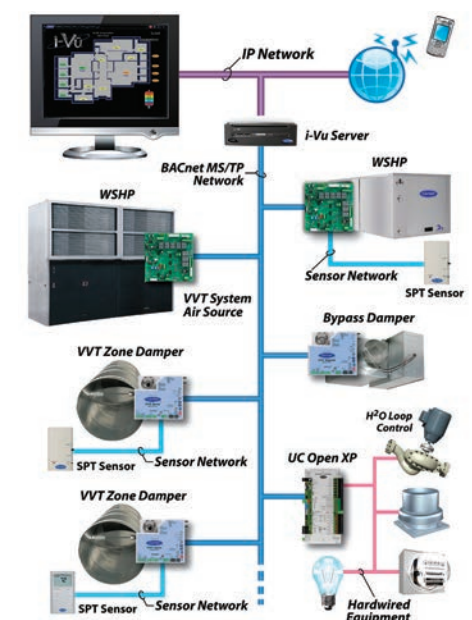 i-Vu
IP Network
i-Vu Server
BACnet MS/TP
Network
WSHP
WSHP
Sensor Network
SPT Sensor
VVT System
Air Source
Bypass Damper
VVT Zone Damper
SPT Sensor
Sensor Network
H²O Loop
Control
UC Open XP
VVT Zone Damper
SPT Sensor
Sensor Network
Hardwired
Equipment